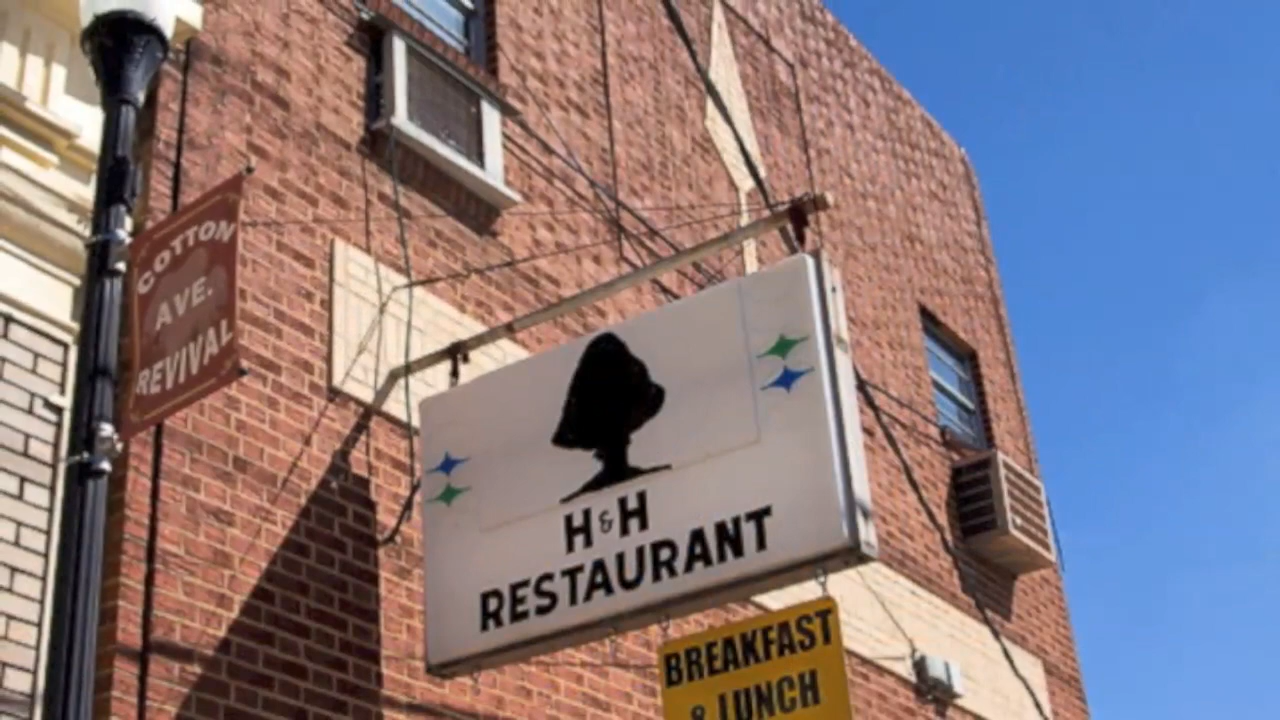 COTTON
AVE.
REVIVAL
H & H
RESTAURANT
BREAKFAST
& LUNCH